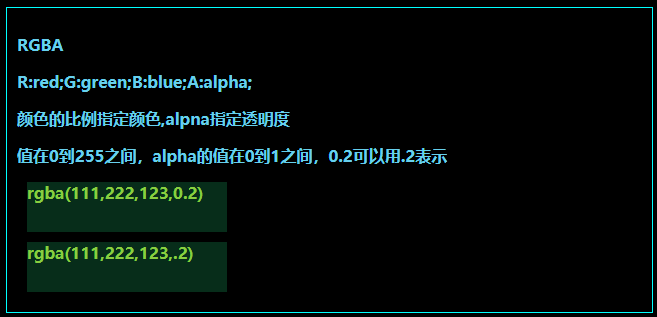 RGBA
R:red;G:green;B:blue;A:alpha;
颜色的比例指定颜色,alpna指定透明度
值在0到255之间，alpha的值在0到1之间，0.2可以用.2表示
rgba(111,222,123,0.2)
rgba(111,222,123,.2)